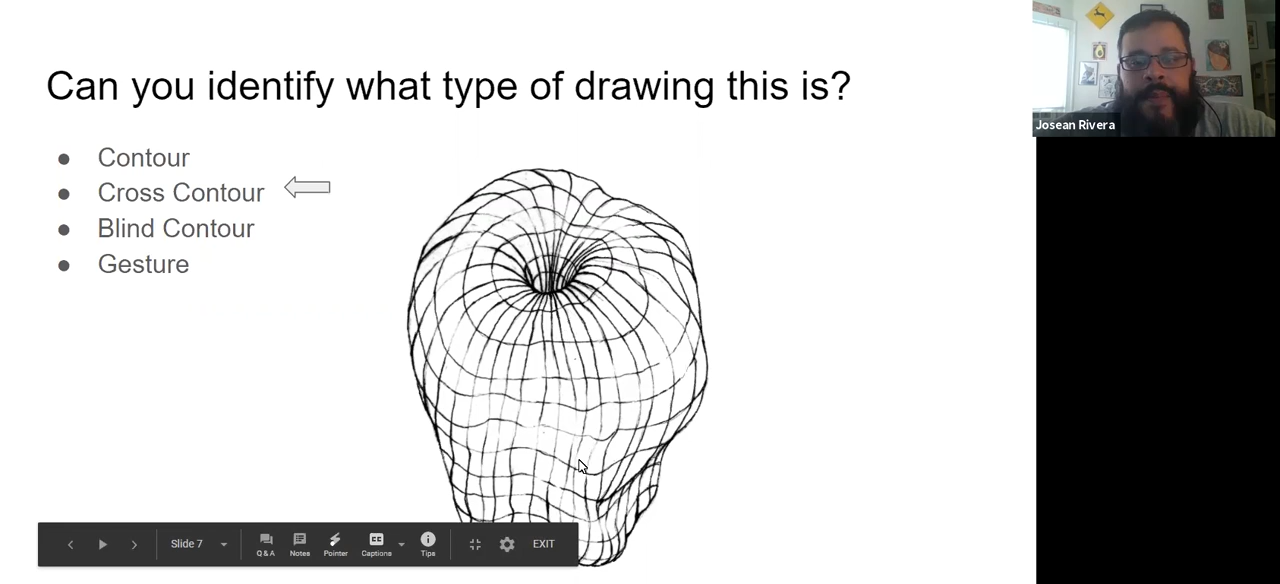 Can you identify what type of drawing this is?
● Contour
● Cross Contour
● Blind Contour
● Gesture
Josean Rivera
Slide 7
Q & A
Notes
Pointer
CC
Captions
Tips
EXIT